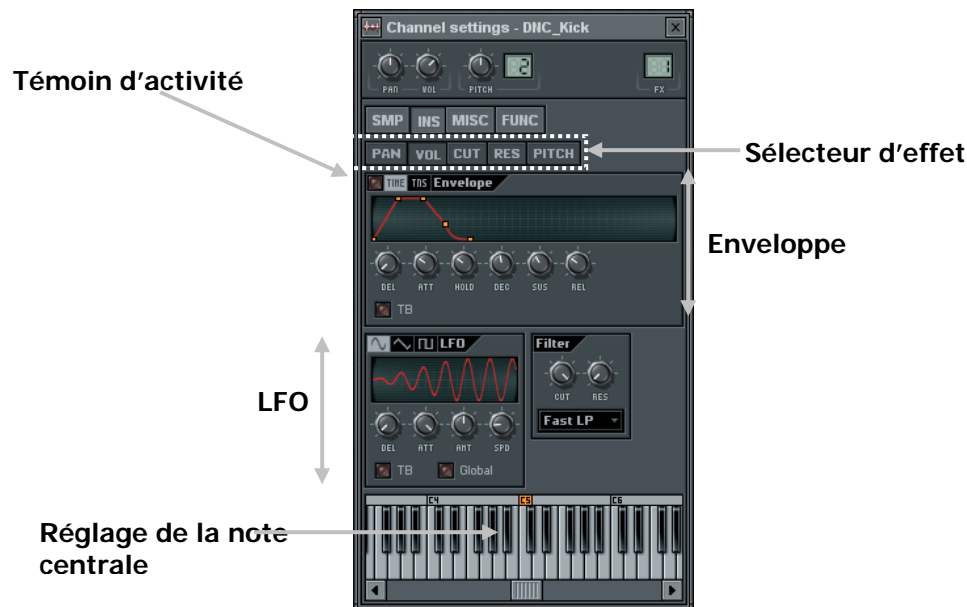 Channel settings - DNC_Kick
PAN VOL PITCH 2 1 FX
Témoin d'activité
SMP INS MISC FUNC
PAN VOL CUT RES PITCH
Sélecteur d'effet
TIME TNS Envelope
Enveloppe
DEL ATT HOLD DEC SUS REL
TB
LFO Filter
CUT RES
LFO
Fast LP
DEL ATT AMT SPD
TB Global
C4 C5 C6
Réglage de la note
centrale